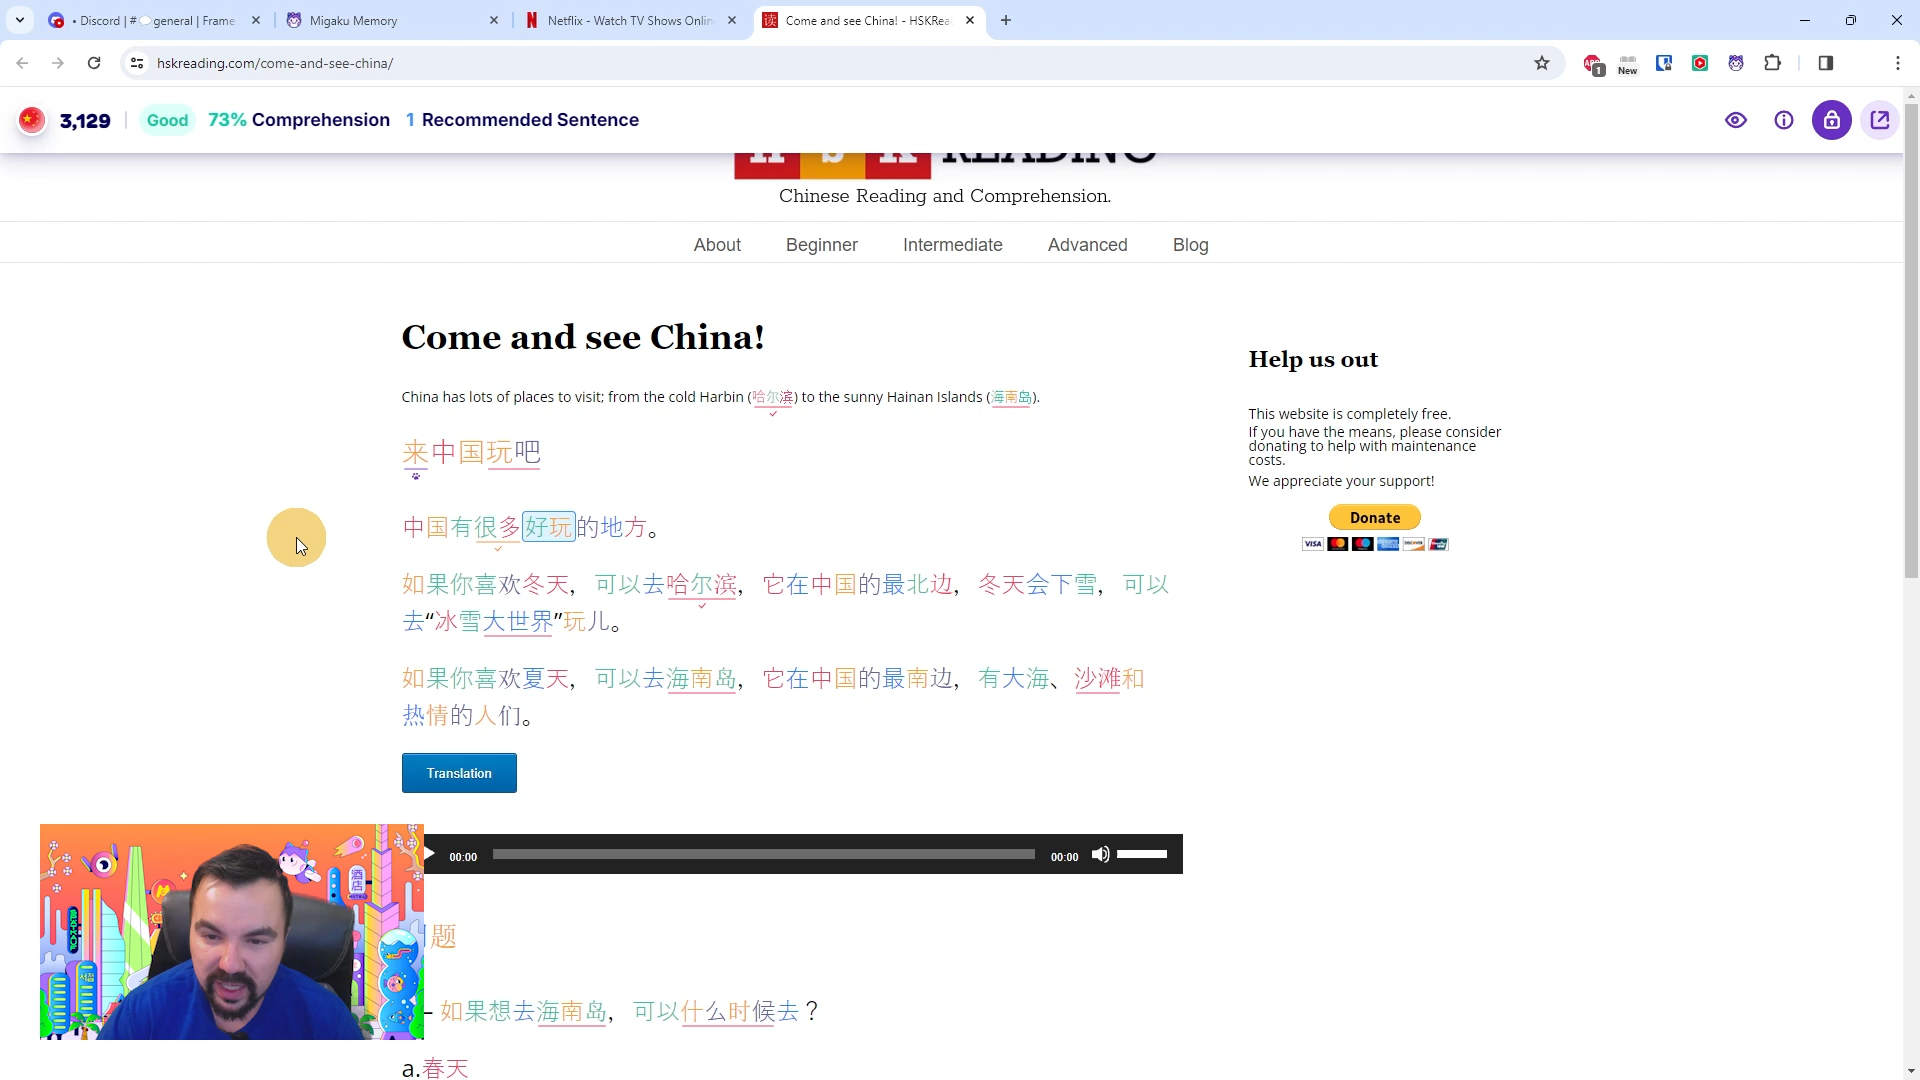 • Discord | #💬general | Frame
Migaku Memory
Netflix - Watch TV Shows Onlin
Come and see China! - HSKRea
hskreading.com/come-and-see-china/
ABP
1
New
3,129
Good
73% Comprehension
1 Recommended Sentence
HSK READING
Chinese Reading and Comprehension.
About
Beginner
Intermediate
Advanced
Blog
Come and see China!
China has lots of places to visit; from the cold Harbin (哈尔滨) to the sunny Hainan Islands (海南岛).
来中国玩吧
中国有很多好玩的地方。
如果你喜欢冬天，可以去哈尔滨，它在中国的最北边，冬天会下雪，可以
去“冰雪大世界”玩儿。
如果你喜欢夏天，可以去海南岛，它在中国的最南边，有大海、沙滩和
热情的人们。
Translation
00:00
00:00
题
– 如果想去海南岛，可以什么时候去？
a.春天
Help us out
This website is completely free.
If you have the means, please consider
donating to help with maintenance
costs.
We appreciate your support!
Donate
VISA
DISCOVER
酒店